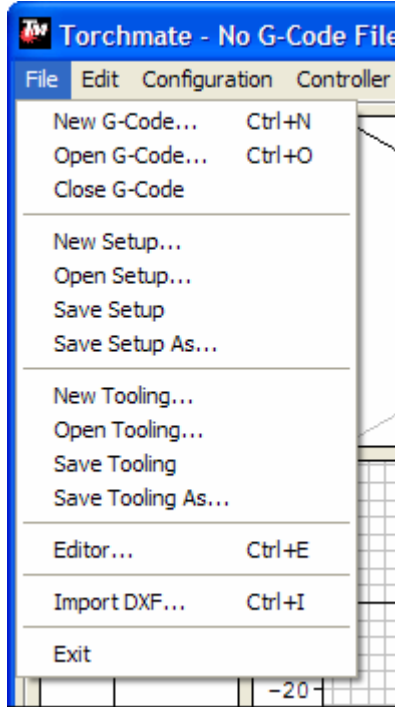 TM Torchmate - No G-Code File
File Edit Configuration Controller
New G-Code... Ctrl+N
Open G-Code... Ctrl+O
Close G-Code
New Setup...
Open Setup...
Save Setup
Save Setup As...
New Tooling...
Open Tooling...
Save Tooling
Save Tooling As...
Editor... Ctrl+E
Import DXF... Ctrl+I
Exit
-20